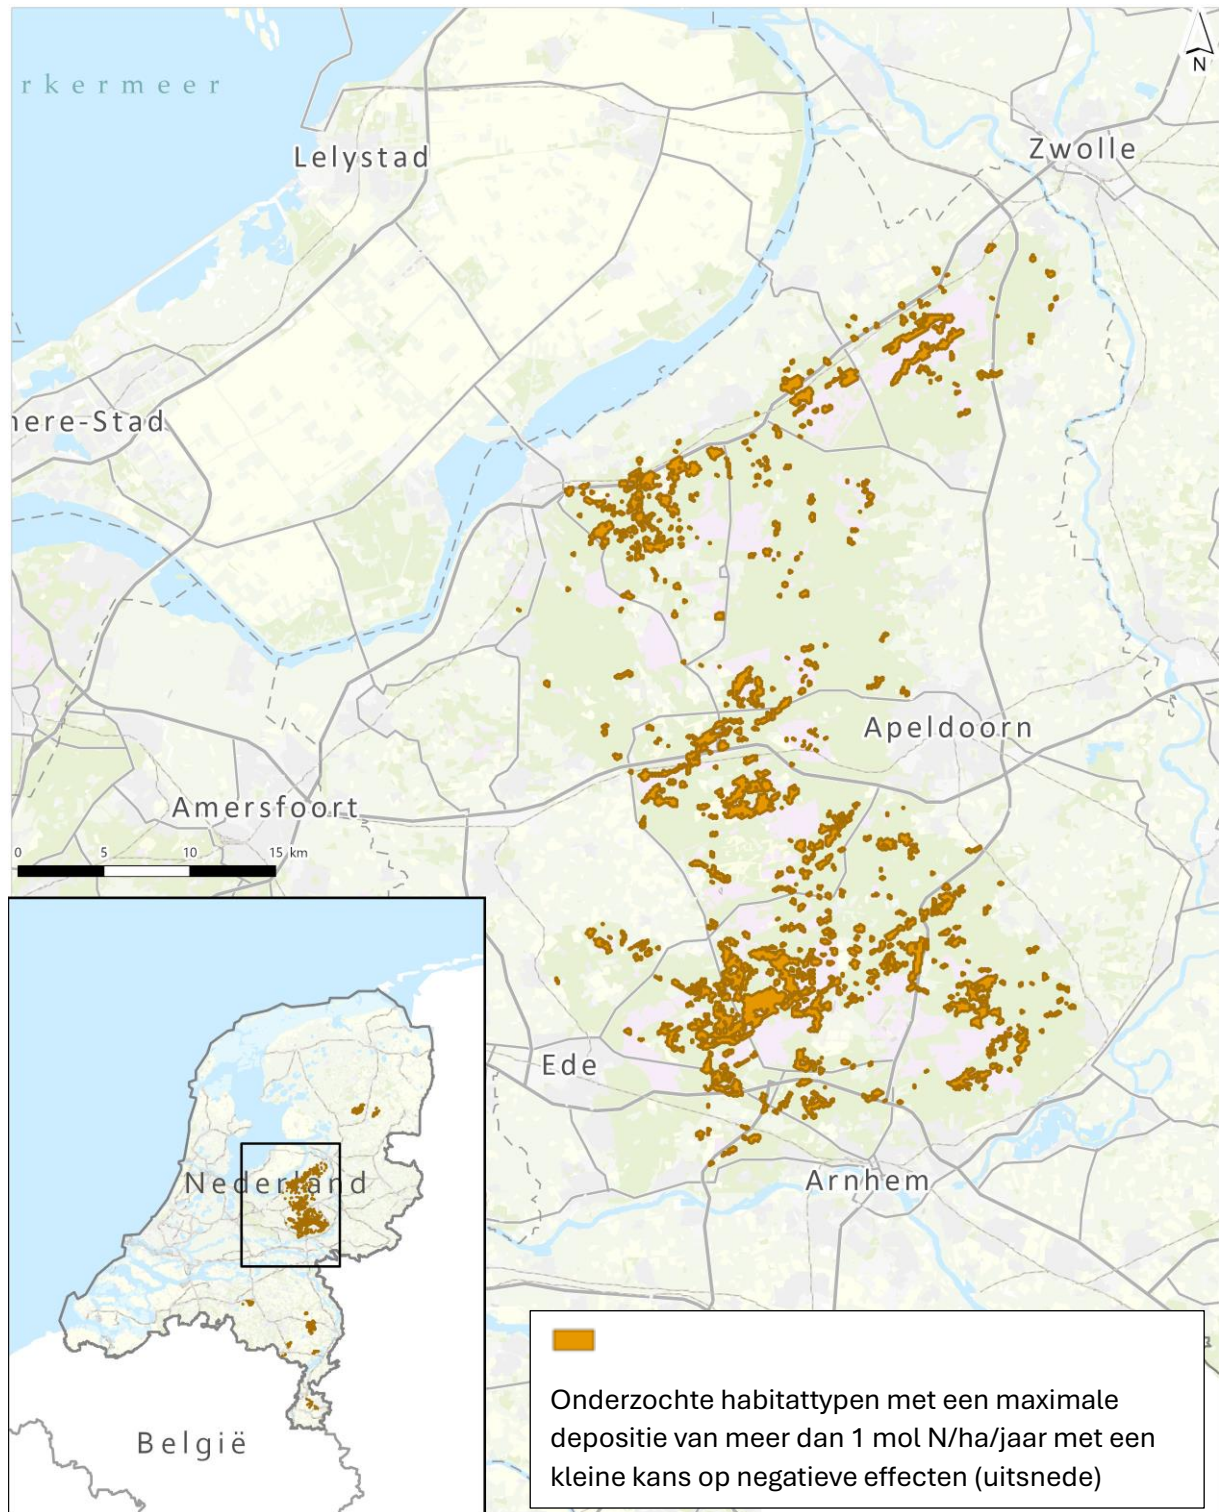 N
rkermeer
Lelystad
Zwolle
nere-Stad
Apeldoorn
Amersfoort
0 5 10 15 km
Ede
Arnhem
Nederland
België
Onderzochte habitattypen met een maximale
depositie van meer dan 1 mol N/ha/jaar met een
kleine kans op negatieve effecten (uitsnede)